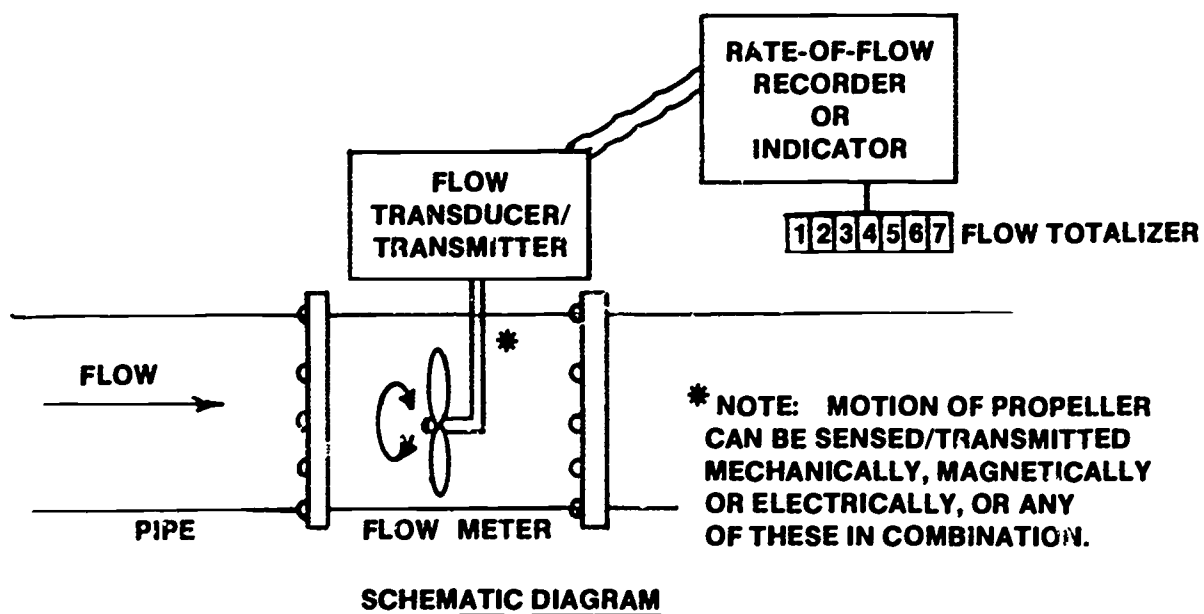 RATE-OF-FLOW
RECORDER
OR
INDICATOR
FLOW
TRANSDUCER/
TRANSMITTER
1234567 FLOW TOTALIZER
*
FLOW
* NOTE: MOTION OF PROPELLER
CAN BE SENSED/TRANSMITTED
MECHANICALLY, MAGNETICALLY
OR ELECTRICALLY, OR ANY
OF THESE IN COMBINATION.
PIPE
FLOW METER
SCHEMATIC DIAGRAM